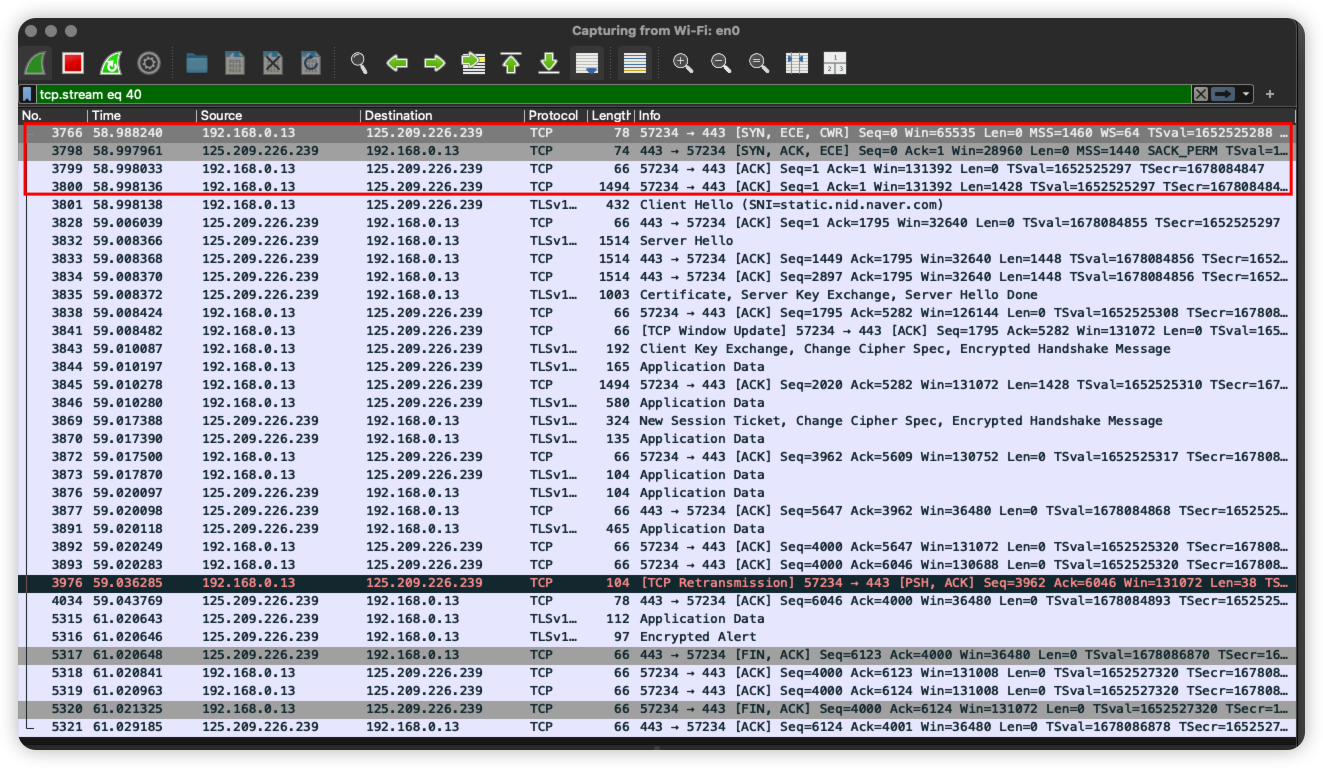 Capturing from Wi-Fi: en0
tcp.stream eq 40
No. Time Source Destination Protocol Length Info
3766 58.988240 192.168.0.13 125.209.226.239 TCP 78 57234 → 443 [SYN, ECE, CWR] Seq=0 Win=65535 Len=0 MSS=1460 WS=64 TSval=1652525288 …
3798 58.997961 125.209.226.239 192.168.0.13 TCP 74 443 → 57234 [SYN, ACK, ECE] Seq=0 Ack=1 Win=28960 Len=0 MSS=1440 SACK_PERM TSval=1…
3799 58.998033 192.168.0.13 125.209.226.239 TCP 66 57234 → 443 [ACK] Seq=1 Ack=1 Win=131392 Len=0 TSval=1652525297 TSecr=1678084847
3800 58.998136 192.168.0.13 125.209.226.239 TCP 1494 57234 → 443 [ACK] Seq=1 Ack=1 Win=131392 Len=1428 TSval=1652525297 TSecr=167808484…
3801 58.998138 192.168.0.13 125.209.226.239 TLSv1… 432 Client Hello (SNI=static.nid.naver.com)
3828 59.006039 125.209.226.239 192.168.0.13 TCP 66 443 → 57234 [ACK] Seq=1 Ack=1795 Win=32640 Len=0 TSval=1678084855 TSecr=1652525297
3832 59.008366 125.209.226.239 192.168.0.13 TLSv1… 1514 Server Hello
3833 59.008368 125.209.226.239 192.168.0.13 TCP 1514 443 → 57234 [ACK] Seq=1449 Ack=1795 Win=32640 Len=1448 TSval=1678084856 TSecr=1652…
3834 59.008370 125.209.226.239 192.168.0.13 TCP 1514 443 → 57234 [ACK] Seq=2897 Ack=1795 Win=32640 Len=1448 TSval=1678084856 TSecr=1652…
3835 59.008372 125.209.226.239 192.168.0.13 TLSv1… 1003 Certificate, Server Key Exchange, Server Hello Done
3838 59.008424 192.168.0.13 125.209.226.239 TCP 66 57234 → 443 [ACK] Seq=1795 Ack=5282 Win=126144 Len=0 TSval=1652525308 TSecr=167808…
3841 59.008482 192.168.0.13 125.209.226.239 TCP 66 [TCP Window Update] 57234 → 443 [ACK] Seq=1795 Ack=5282 Win=131072 Len=0 TSval=165…
3843 59.010087 192.168.0.13 125.209.226.239 TLSv1… 192 Client Key Exchange, Change Cipher Spec, Encrypted Handshake Message
3844 59.010197 192.168.0.13 125.209.226.239 TLSv1… 165 Application Data
3845 59.010278 192.168.0.13 125.209.226.239 TCP 1494 57234 → 443 [ACK] Seq=2020 Ack=5282 Win=131072 Len=1428 TSval=1652525310 TSecr=167…
3846 59.010280 192.168.0.13 125.209.226.239 TLSv1… 580 Application Data
3869 59.017388 125.209.226.239 192.168.0.13 TLSv1… 324 New Session Ticket, Change Cipher Spec, Encrypted Handshake Message
3870 59.017390 125.209.226.239 192.168.0.13 TLSv1… 135 Application Data
3872 59.017500 192.168.0.13 125.209.226.239 TCP 66 57234 → 443 [ACK] Seq=3962 Ack=5609 Win=130752 Len=0 TSval=1652525317 TSecr=167808…
3873 59.017870 192.168.0.13 125.209.226.239 TLSv1… 104 Application Data
3876 59.020097 125.209.226.239 192.168.0.13 TLSv1… 104 Application Data
3877 59.020098 125.209.226.239 192.168.0.13 TCP 66 443 → 57234 [ACK] Seq=5647 Ack=3962 Win=36480 Len=0 TSval=1678084868 TSecr=1652525…
3891 59.020118 125.209.226.239 192.168.0.13 TLSv1… 465 Application Data
3892 59.020249 192.168.0.13 125.209.226.239 TCP 66 57234 → 443 [ACK] Seq=4000 Ack=5647 Win=131072 Len=0 TSval=1652525320 TSecr=167808…
3893 59.020283 192.168.0.13 125.209.226.239 TCP 66 57234 → 443 [ACK] Seq=4000 Ack=6046 Win=130688 Len=0 TSval=1652525320 TSecr=167808…
3976 59.036285 192.168.0.13 125.209.226.239 TCP 104 [TCP Retransmission] 57234 → 443 [PSH, ACK] Seq=3962 Ack=6046 Win=131072 Len=38 TS…
4034 59.043769 125.209.226.239 192.168.0.13 TCP 78 443 → 57234 [ACK] Seq=6046 Ack=4000 Win=36480 Len=0 TSval=1678084893 TSecr=1652525…
5315 61.020643 125.209.226.239 192.168.0.13 TLSv1… 112 Application Data
5316 61.020646 125.209.226.239 192.168.0.13 TLSv1… 97 Encrypted Alert
5317 61.020648 125.209.226.239 192.168.0.13 TCP 66 443 → 57234 [FIN, ACK] Seq=6123 Ack=4000 Win=36480 Len=0 TSval=1678086870 TSecr=16…
5318 61.020841 192.168.0.13 125.209.226.239 TCP 66 57234 → 443 [ACK] Seq=4000 Ack=6123 Win=131008 Len=0 TSval=1652527320 TSecr=167808…
5319 61.020963 192.168.0.13 125.209.226.239 TCP 66 57234 → 443 [ACK] Seq=4000 Ack=6124 Win=131008 Len=0 TSval=1652527320 TSecr=167808…
5320 61.021325 192.168.0.13 125.209.226.239 TCP 66 57234 → 443 [FIN, ACK] Seq=4000 Ack=6124 Win=131072 Len=0 TSval=1652527320 TSecr=1…
5321 61.029185 125.209.226.239 192.168.0.13 TCP 66 443 → 57234 [ACK] Seq=6124 Ack=4001 Win=36480 Len=0 TSval=1678086878 TSecr=1652527…